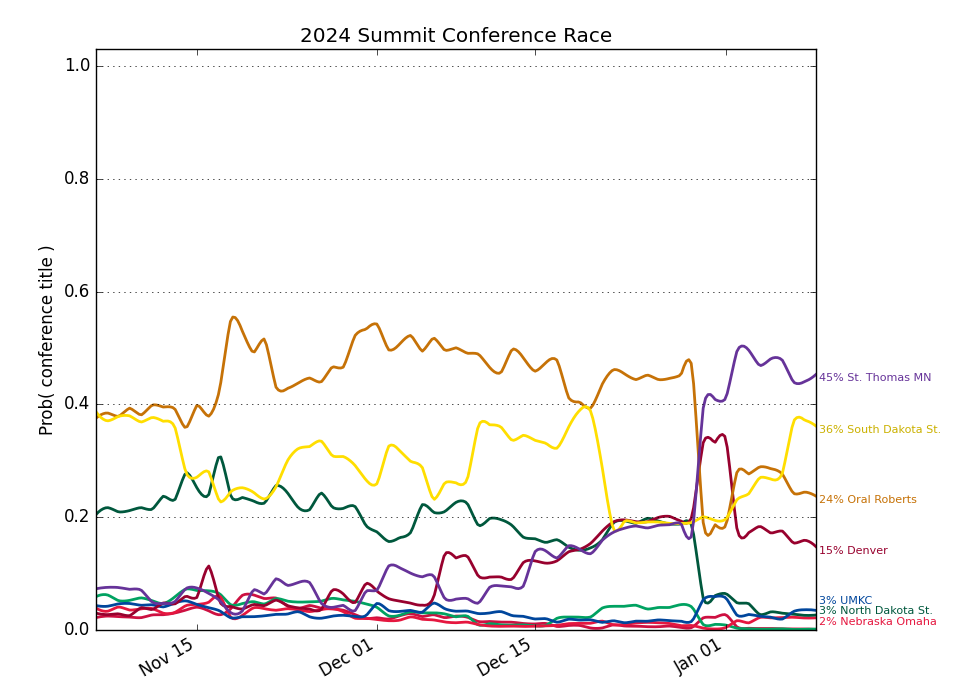 2024 Summit Conference Race
Prob( conference title )
1.0
0.8
0.6
0.4
0.2
0.0
Nov 15
Dec 01
Dec 15
Jan 01
45% St. Thomas MN
36% South Dakota St.
24% Oral Roberts
15% Denver
3% UMKC
3% North Dakota St.
2% Nebraska Omaha